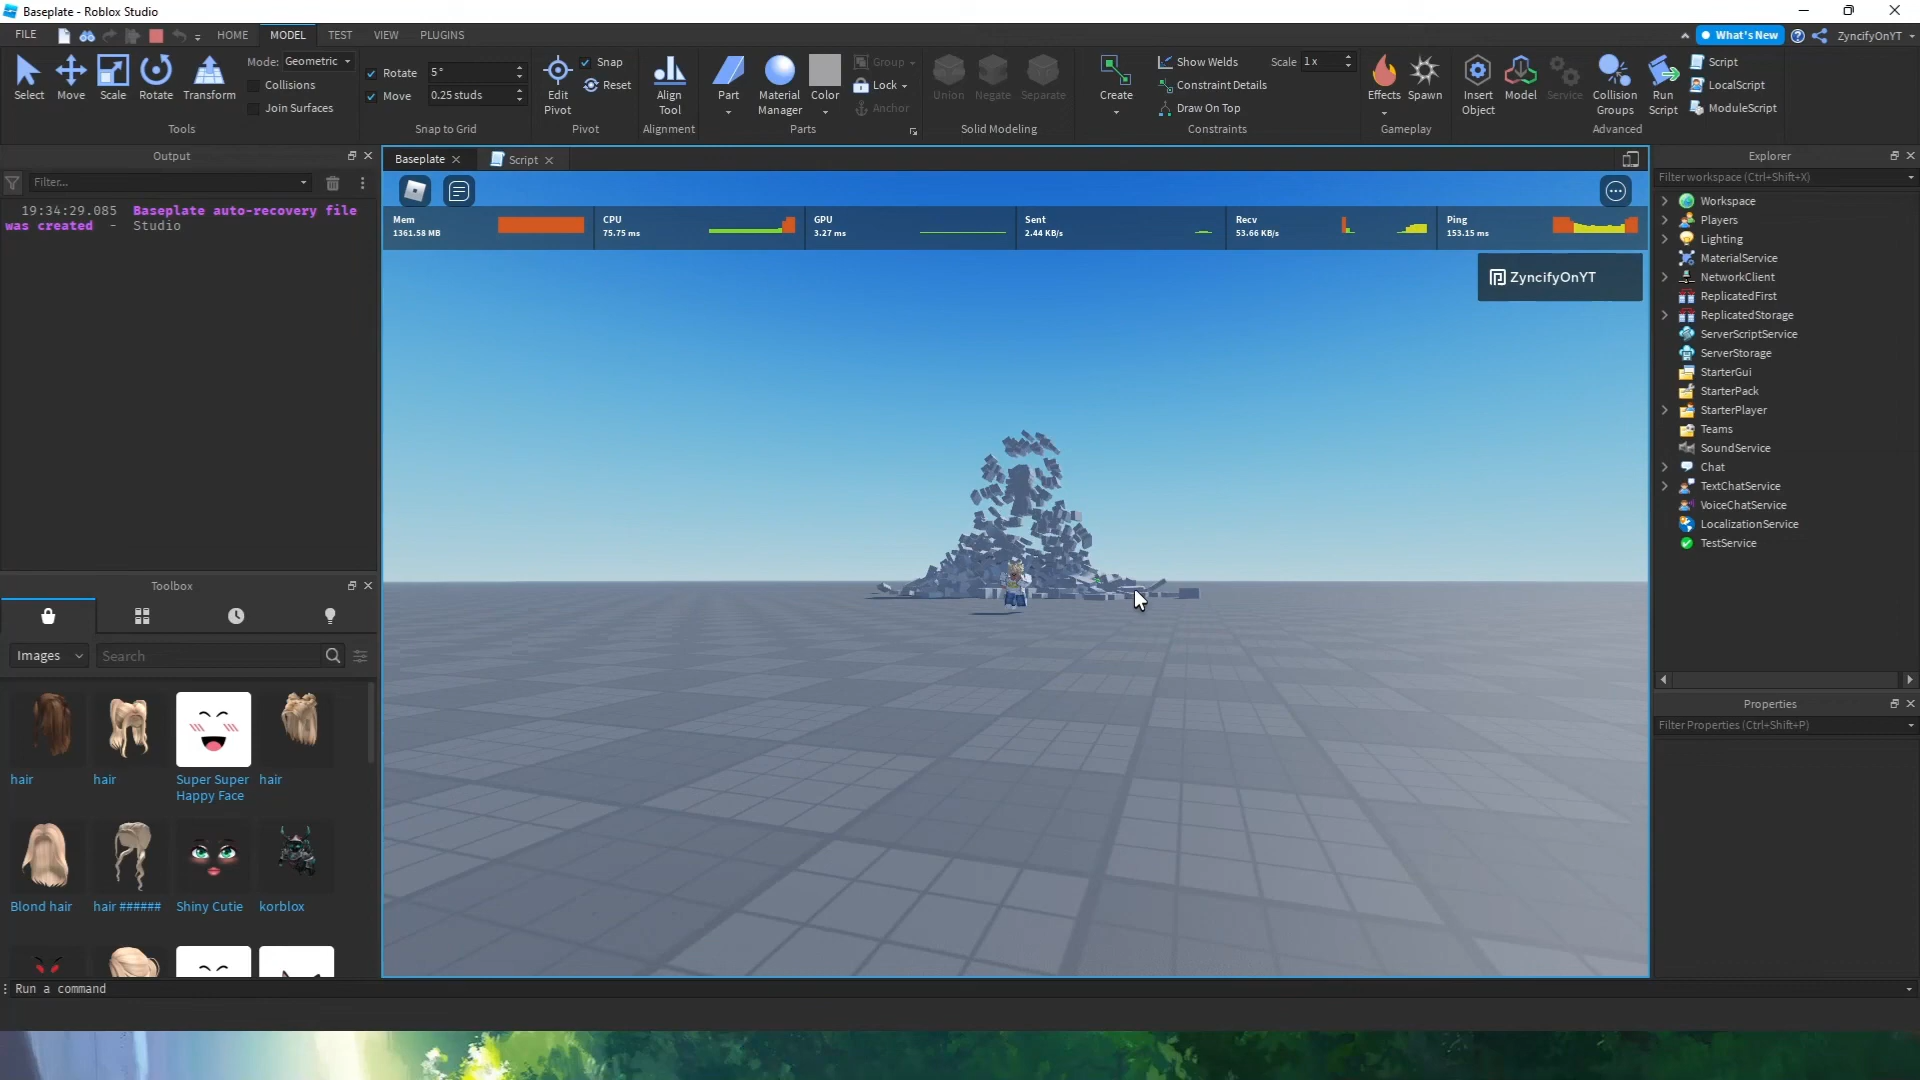 Baseplate - Roblox Studio
FILE
HOME
MODEL
TEST
VIEW
PLUGINS
What's New
ZyncifyOnYT
Select
Move
Scale
Rotate
Transform
Mode: Geometric
Collisions
Join Surfaces
Tools
Rotate 5°
Move 0.25 studs
Snap to Grid
Edit
Pivot
Snap
Reset
Pivot
Align
Tool
Alignment
Part
Material
Manager
Color
Group
Lock
Anchor
Parts
Union
Negate
Separate
Solid Modeling
Create
Show Welds
Constraint Details
Draw On Top
Scale 1x
Constraints
Effects
Spawn
Gameplay
Insert
Object
Model
Service
Collision
Groups
Run
Script
Script
LocalScript
ModuleScript
Advanced
Output
Filter...
19:34:29.085 Baseplate auto-recovery file
was created - Studio
Toolbox
Images
Search
hair
hair
Super Super
Happy Face
hair
Blond hair
hair ######
Shiny Cutie
korblox
Run a command
Baseplate
Script
Mem
1361.58 MB
CPU
75.75 ms
GPU
3.27 ms
Sent
2.44 KB/s
Recv
53.66 KB/s
Ping
153.15 ms
ZyncifyOnYT
Explorer
Filter workspace (Ctrl+Shift+X)
Workspace
Players
Lighting
MaterialService
NetworkClient
ReplicatedFirst
ReplicatedStorage
ServerScriptService
ServerStorage
StarterGui
StarterPack
StarterPlayer
Teams
SoundService
Chat
TextChatService
VoiceChatService
LocalizationService
TestService
Properties
Filter Properties (Ctrl+Shift+P)